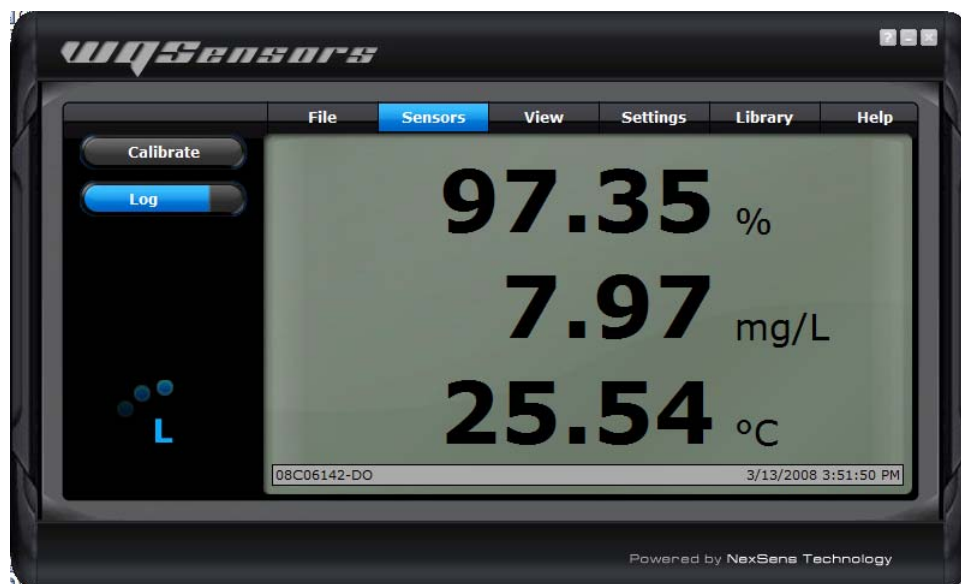 WQSensors
? - x
File Sensors View Settings Library Help
Calibrate
Log
97.35 %
7.97 mg/L
25.54 °C
L
08C06142-DO 3/13/2008 3:51:50 PM
Powered by NexSens Technology